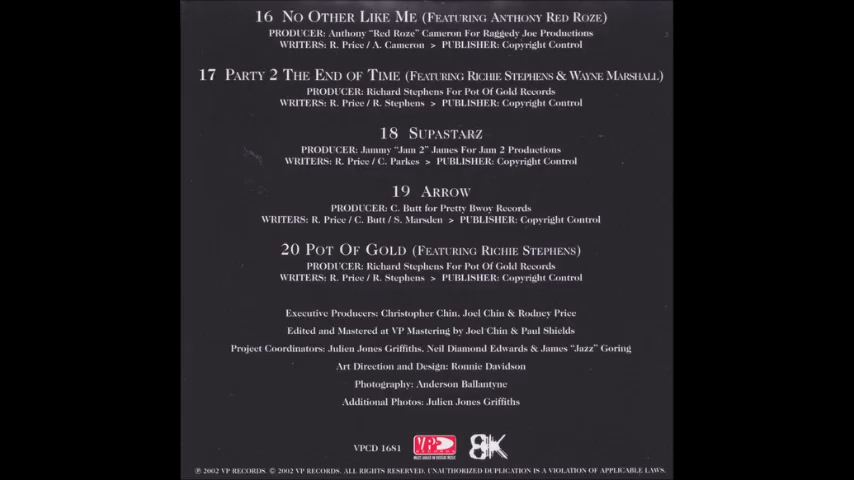 16 No Other Like Me (Featuring Anthony Red Roze)
PRODUCER: Anthony "Red Roze" Cameron For Raggedy Joe Productions
WRITERS: R. Price / A. Cameron > PUBLISHER: Copyright Control
17 Party 2 The End of Time (Featuring Richie Stephens & Wayne Marshall)
PRODUCER: Richard Stephens For Pot Of Gold Records
WRITERS: R. Price / R. Stephens > PUBLISHER: Copyright Control
18 Supastarz
PRODUCER: Jammy "Jam 2" James For Jam 2 Productions
WRITERS: R. Price / C. Parkes > PUBLISHER: Copyright Control
19 Arrow
PRODUCER: C. Butt for Pretty Bwoy Records
WRITERS: R. Price / C. Butt / S. Marsden > PUBLISHER: Copyright Control
20 Pot Of Gold (Featuring Richie Stephens)
PRODUCER: Richard Stephens For Pot Of Gold Records
WRITERS: R. Price / R. Stephens > PUBLISHER: Copyright Control
Executive Producers: Christopher Chin, Joel Chin & Rodney Price
Edited and Mastered at VP Mastering by Joel Chin & Paul Shields
Project Coordinators: Julien Jones Griffiths, Neil Diamond Edwards & James "Jazz" Goring
Art Direction and Design: Ronnie Davidson
Photography: Anderson Ballantyne
Additional Photos: Julien Jones Griffiths
VPCD 1681
VP
RECORDS
MILES AHEAD IN REGGAE MUSIC
℗ 2002 VP RECORDS. © 2002 VP RECORDS. ALL RIGHTS RESERVED. UNAUTHORIZED DUPLICATION IS A VIOLATION OF APPLICABLE LAWS.